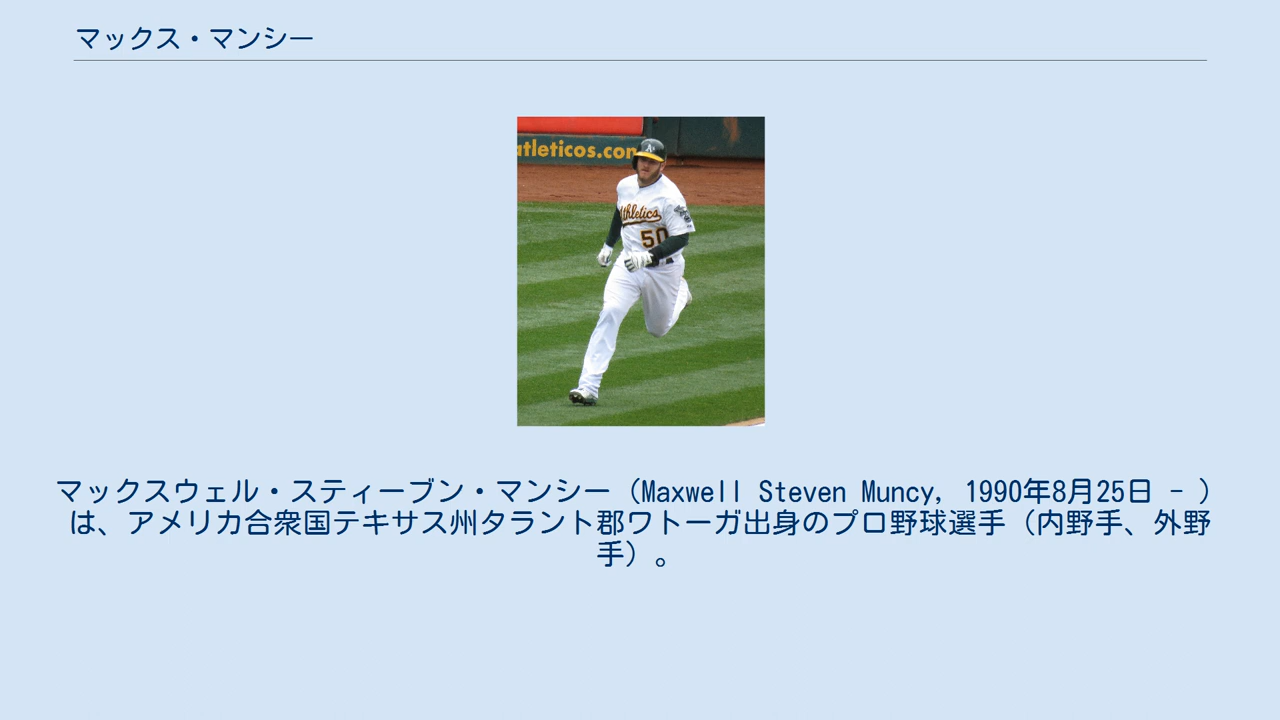 マックス・マンシー
atleticos.com
A's
Athletics
50
マックスウェル・スティーブン・マンシー（Maxwell Steven Muncy, 1990年8月25日 - ）
は、アメリカ合衆国テキサス州タラント郡ワトーガ出身のプロ野球選手（内野手、外野
手）。